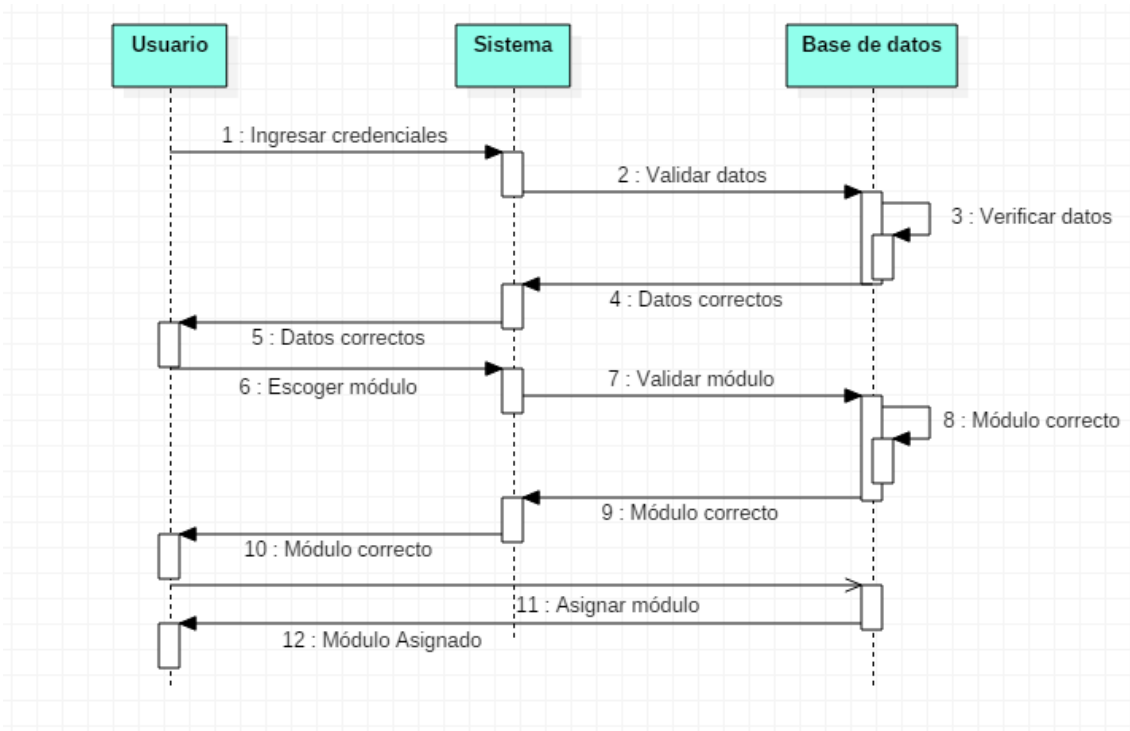 Usuario
Sistema
Base de datos
1 : Ingresar credenciales
2 : Validar datos
3 : Verificar datos
4 : Datos correctos
5 : Datos correctos
6 : Escoger módulo
7 : Validar módulo
8 : Módulo correcto
9 : Módulo correcto
10 : Módulo correcto
11 : Asignar módulo
12 : Módulo Asignado